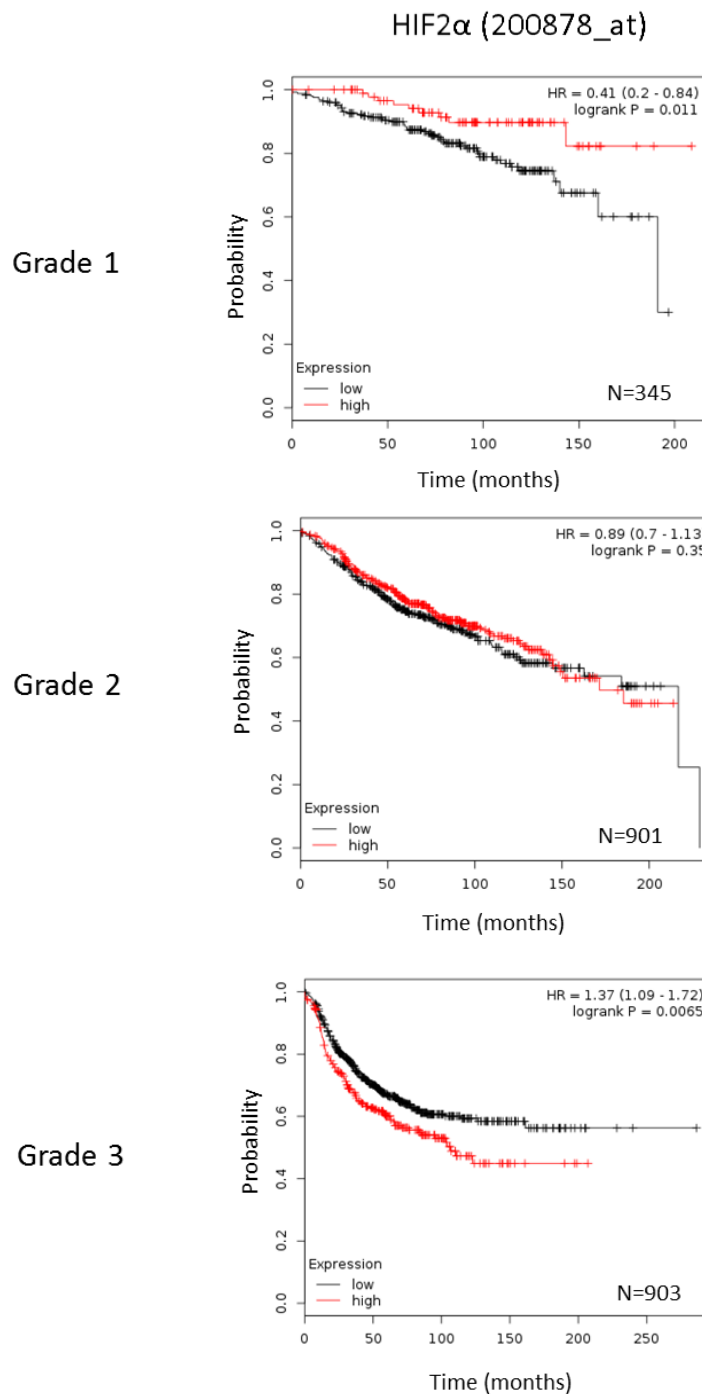 HIF2α (200878_at)
Grade 1
HR = 0.41 (0.2 - 0.84)
logrank P = 0.011
Probability
1.0
0.8
0.6
0.4
0.2
0.0
Expression
low
high
N=345
0 50 100 150 200
Time (months)
Grade 2
HR = 0.89 (0.7 - 1.13)
logrank P = 0.35
Probability
1.0
0.8
0.6
0.4
0.2
0.0
Expression
low
high
N=901
0 50 100 150 200
Time (months)
Grade 3
HR = 1.37 (1.09 - 1.72)
logrank P = 0.0065
Probability
1.0
0.8
0.6
0.4
0.2
0.0
Expression
low
high
N=903
0 50 100 150 200 250
Time (months)